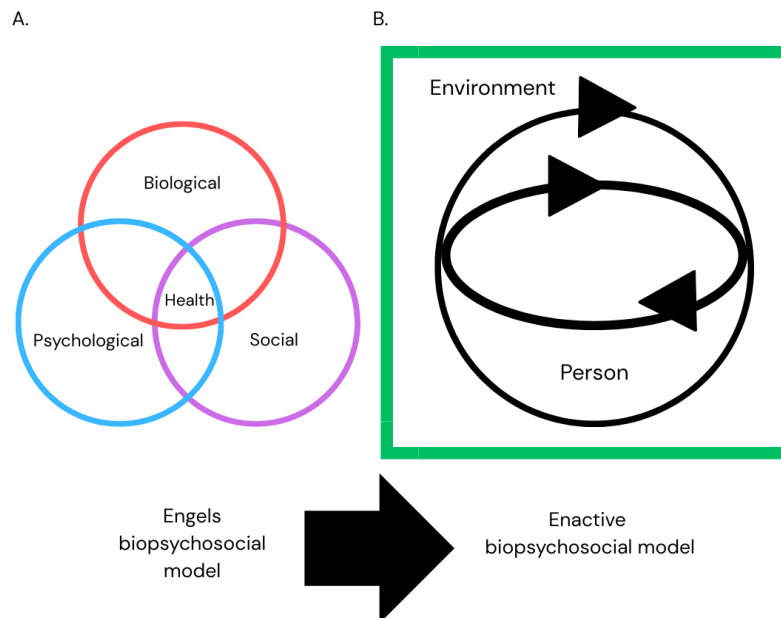 A.
B.
Environment
Biological
Health
Psychological
Social
Person
Engels
biopsychosocial
model
Enactive
biopsychosocial model